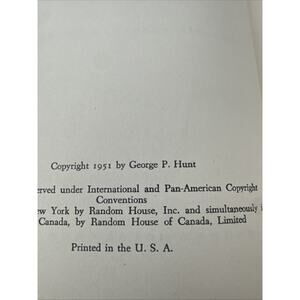 Copyright 1951 by George P. Hunt
erved under International and Pan-American Copyright
Conventions
ew York by Random House, Inc. and simultaneously i
Canada, by Random House of Canada, Limited
Printed in the U. S. A.